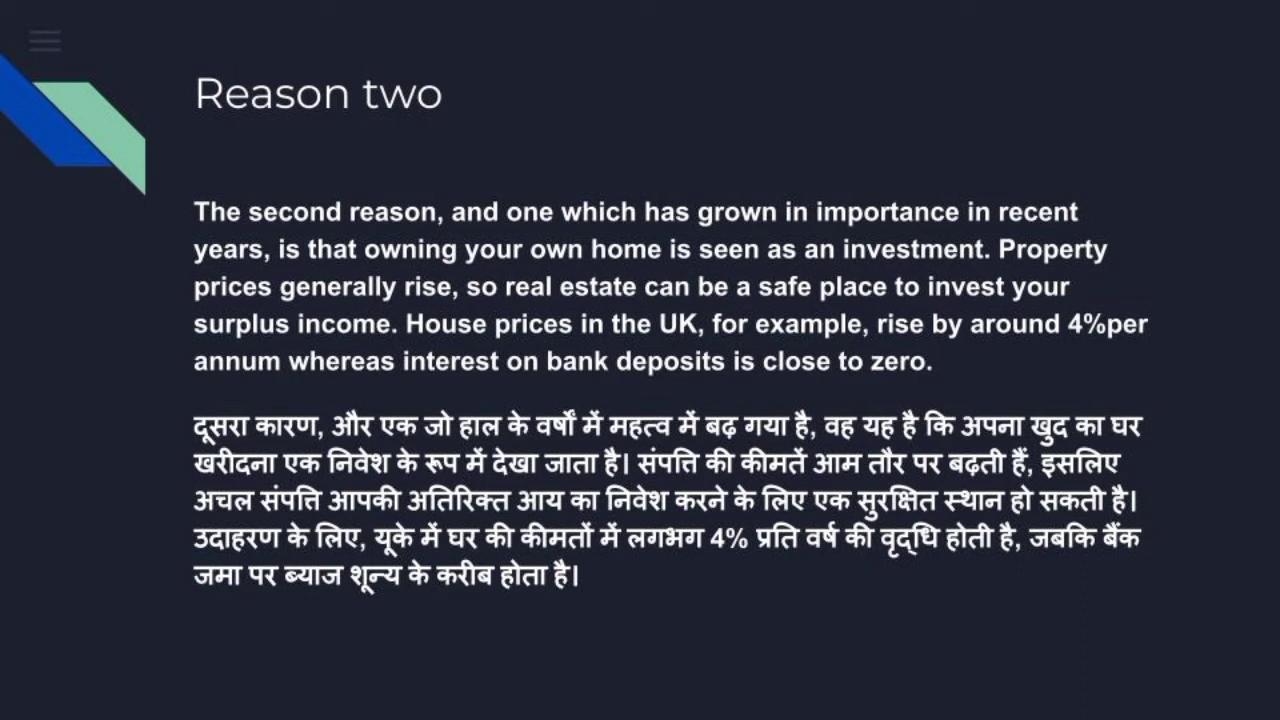 Reason two
The second reason, and one which has grown in importance in recent
years, is that owning your own home is seen as an investment. Property
prices generally rise, so real estate can be a safe place to invest your
surplus income. House prices in the UK, for example, rise by around 4%per
annum whereas interest on bank deposits is close to zero.
दूसरा कारण, और एक जो हाल के वर्षों में महत्व में बढ़ गया है, वह यह है कि अपना खुद का घर
खरीदना एक निवेश के रूप में देखा जाता है। संपत्ति की कीमतें आम तौर पर बढ़ती हैं, इसलिए
अचल संपत्ति आपकी अतिरिक्त आय का निवेश करने के लिए एक सुरक्षित स्थान हो सकती है।
उदाहरण के लिए, यूके में घर की कीमतों में लगभग 4% प्रति वर्ष की वृद्धि होती है, जबकि बैंक
जमा पर ब्याज शून्य के करीब होता है।